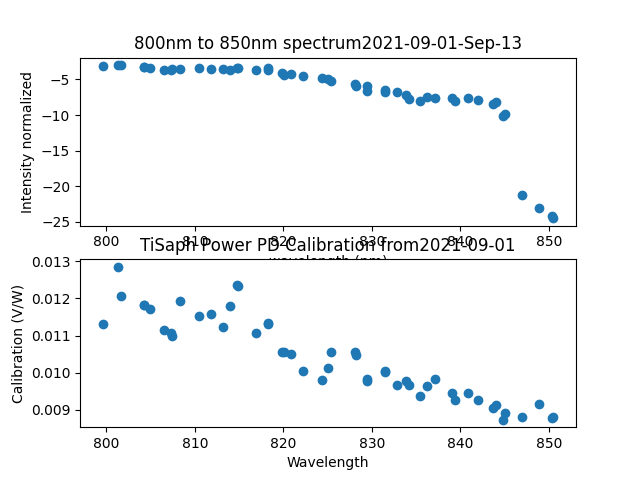 800nm to 850nm spectrum2021-09-01-Sep-13
Intensity normalized
−5
−10
−15
−20
−25
800 810 820 830 840 850
wavelength (nm)
TiSaph Power PD Calibration from2021-09-01
Calibration (V/W)
0.013
0.012
0.011
0.010
0.009
800 810 820 830 840 850
Wavelength